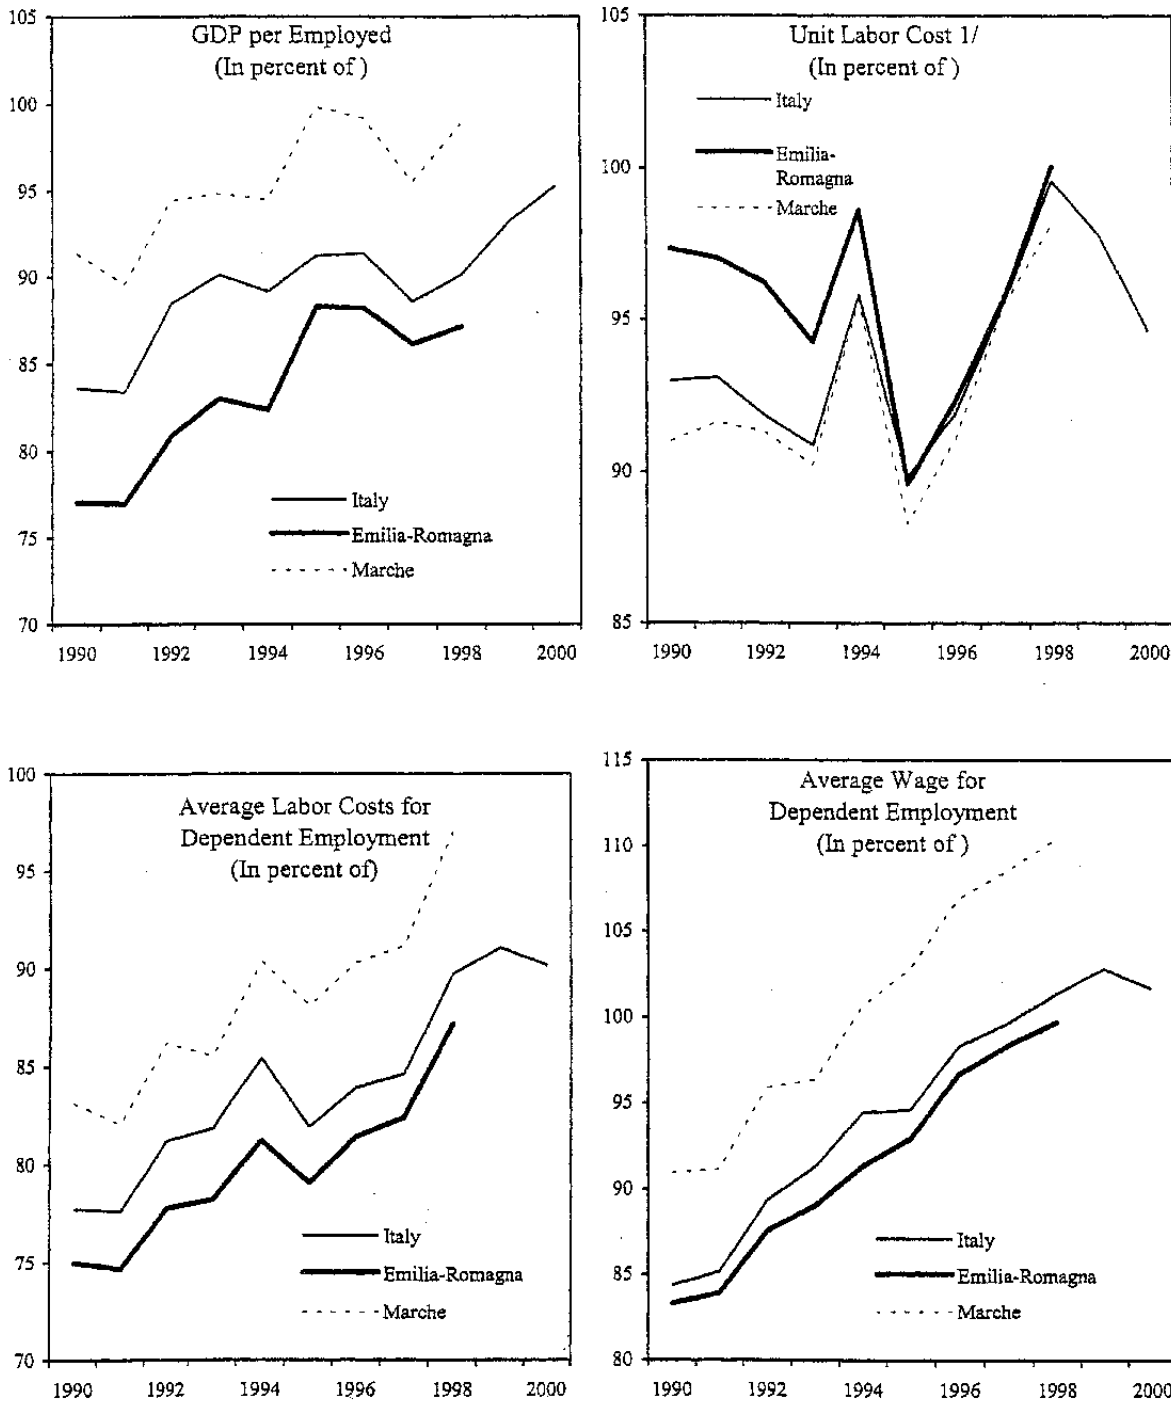 GDP per Employed
(In percent of )
105
100
95
90
85
80
75
70
Italy
Emilia-Romagna
Marche
1990 1992 1994 1996 1998 2000
Unit Labor Cost 1/
(In percent of )
105
100
95
90
85
Italy
Emilia-
Romagna
Marche
1990 1992 1994 1996 1998 2000
Average Labor Costs for
Dependent Employment
(In percent of)
100
95
90
85
80
75
70
Italy
Emilia-Romagna
Marche
1990 1992 1994 1996 1998 2000
Average Wage for
Dependent Employment
(In percent of )
115
110
105
100
95
90
85
80
Italy
Emilia-Romagna
Marche
1990 1992 1994 1996 1998 2000